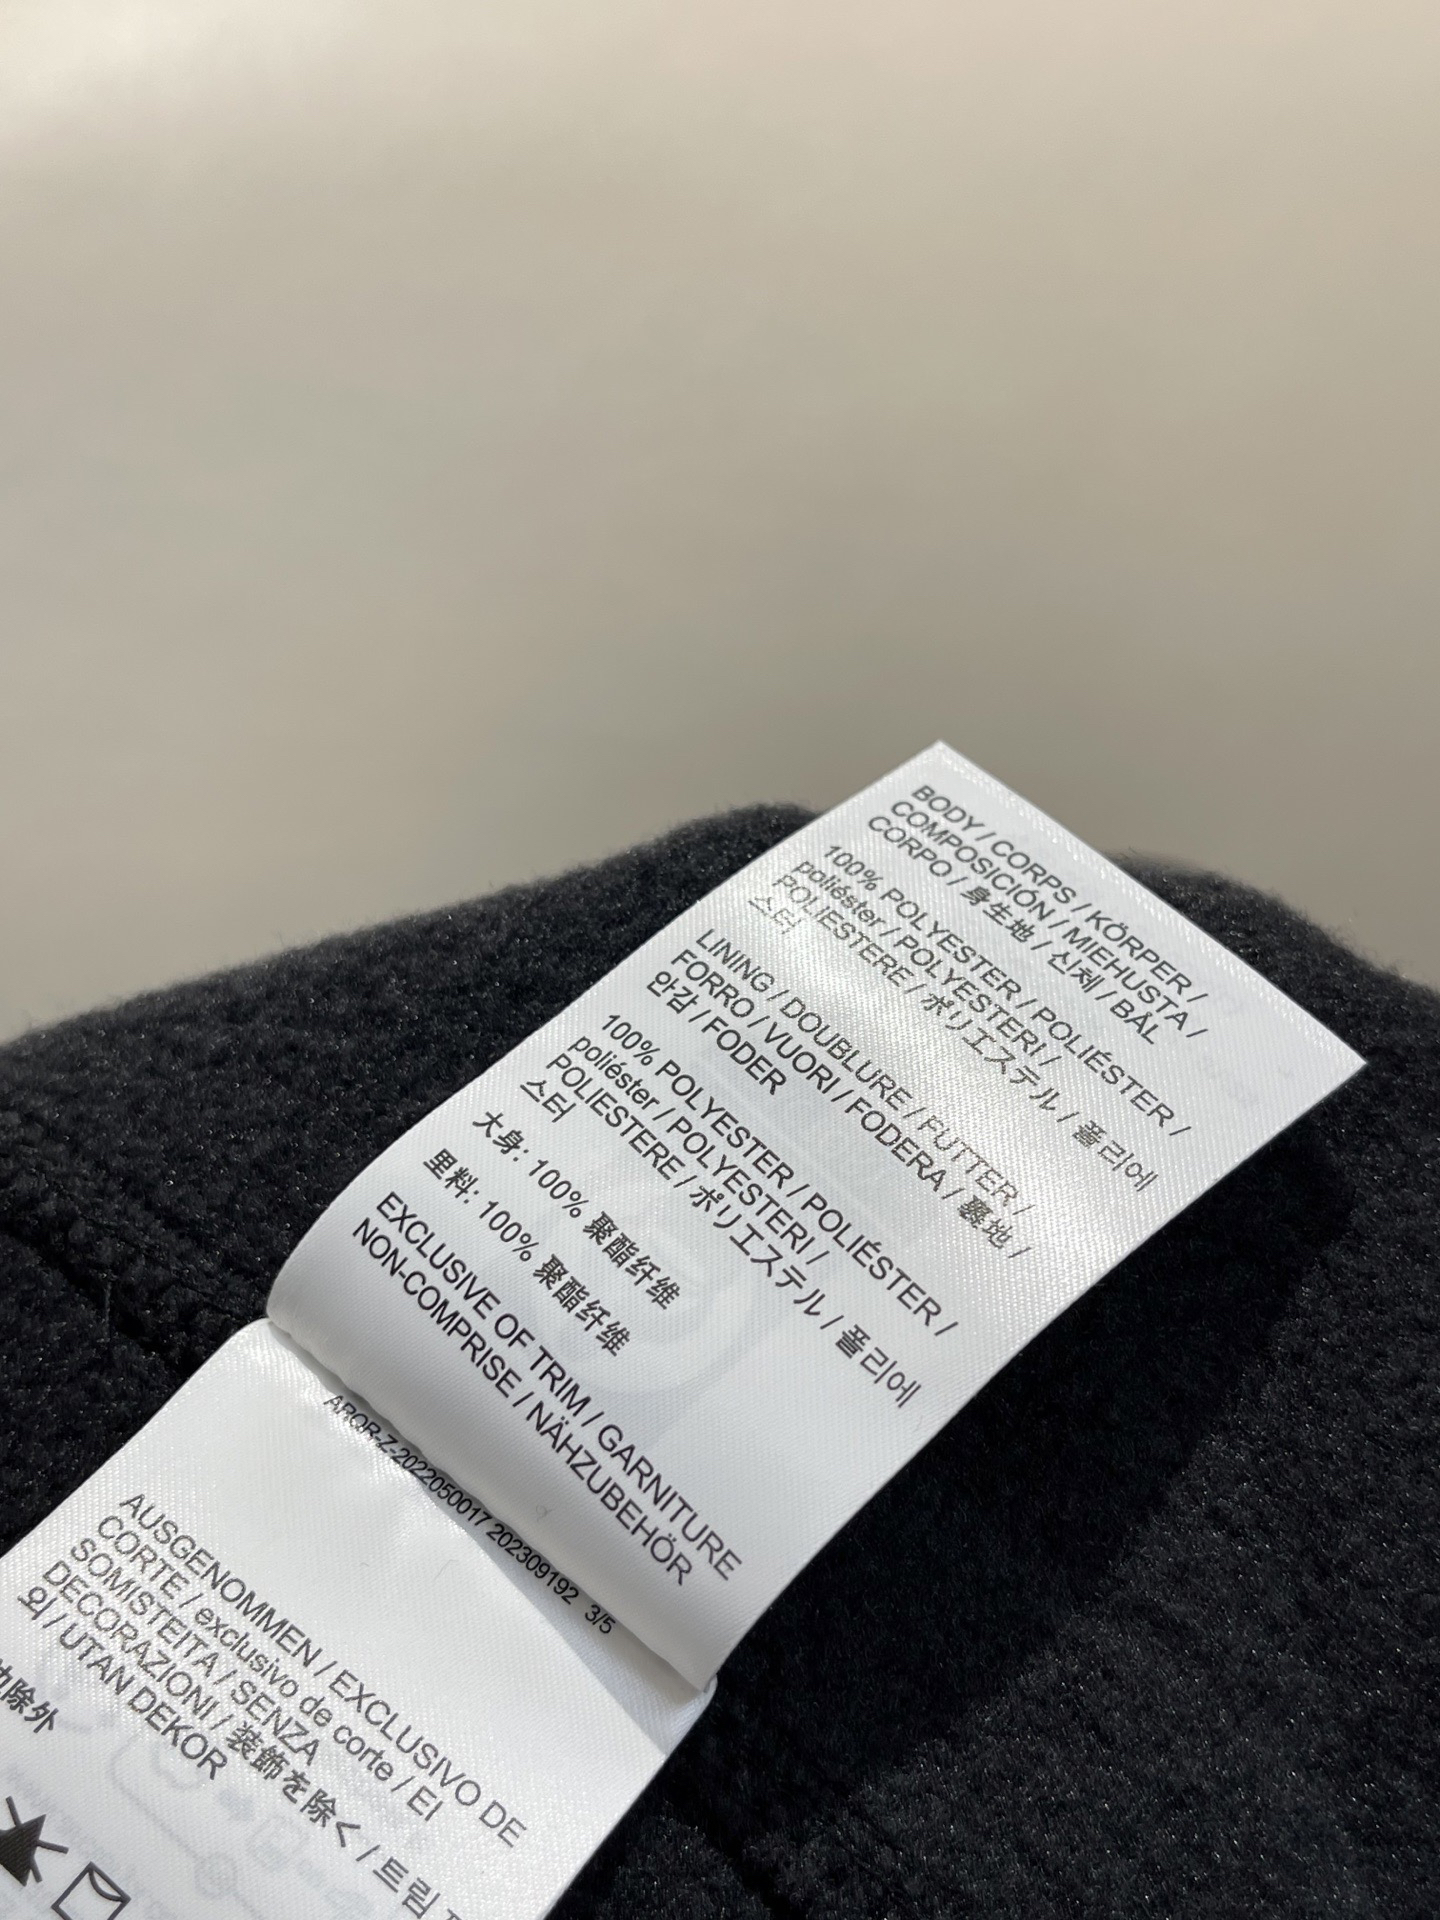 BODY / CORPS / KÖRPER /
COMPOSICIÓN / MIEHUSTA /
CORPO / 身生地 / 신체 / BÅL
100% POLYESTER / POLIÉSTER /
poliéster / POLYESTERI /
POLIESTERE / ポリエステル / 폴리에
스터
LINING / DOUBLURE / FUTTER /
FORRO / VUORI / FODERA / 裏地 /
안감 / FODER
100% POLYESTER / POLIÉSTER /
poliéster / POLYESTERI /
POLIESTERE / ポリエステル / 폴리에
스터
大身: 100% 聚酯纤维
里料: 100% 聚酯纤维
EXCLUSIVE OF TRIM / GARNITURE
NON-COMPRISE / NÄHZUBEHÖR
ARQR-Z-2022050017 202309192 3/5
AUSGENOMMEN / EXCLUSIVO DE
CORTE / exclusivo de corte / EI
SOMISTEITA / SENZA
DECORAZIONI / 装飾を除く / 트림
외 / UTAN DEKOR
除外